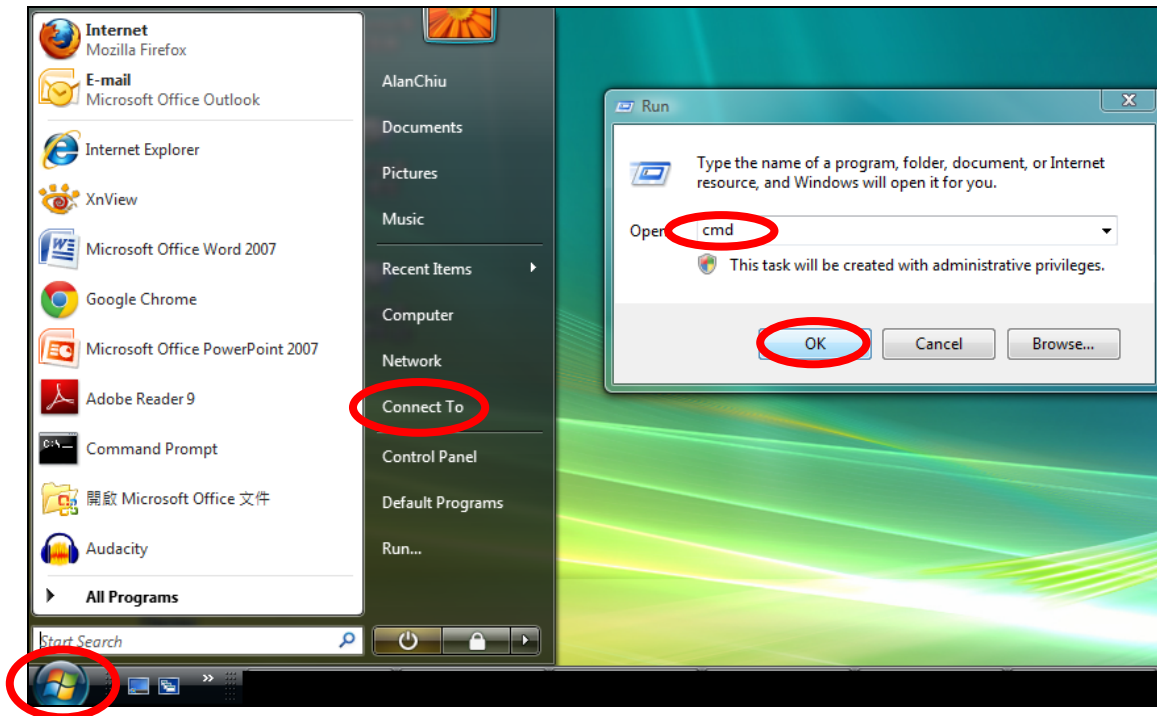 Internet
Mozilla Firefox
E-mail
Microsoft Office Outlook
Internet Explorer
XnView
Microsoft Office Word 2007
Google Chrome
Microsoft Office PowerPoint 2007
Adobe Reader 9
C:\
Command Prompt
開啟 Microsoft Office 文件
Audacity
All Programs
Start Search
AlanChiu
Documents
Pictures
Music
Recent Items
Computer
Network
Connect To
Control Panel
Default Programs
Run...
Run
Type the name of a program, folder, document, or Internet
resource, and Windows will open it for you.
Open cmd
This task will be created with administrative privileges.
OK Cancel Browse...